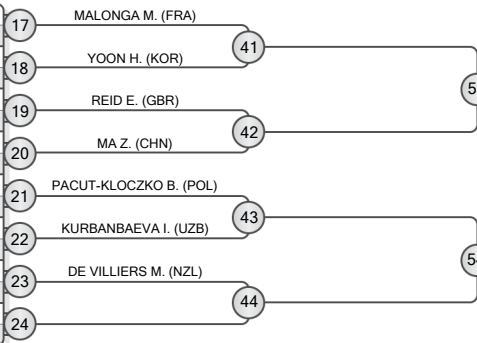 17
MALONGA M. (FRA)
41
18
YOON H. (KOR)
19
REID E. (GBR)
42
20
MA Z. (CHN)
21
PACUT-KLOCZKO B. (POL)
43
22
KURBANBAEVA I. (UZB)
23
DE VILLIERS M. (NZL)
44
24